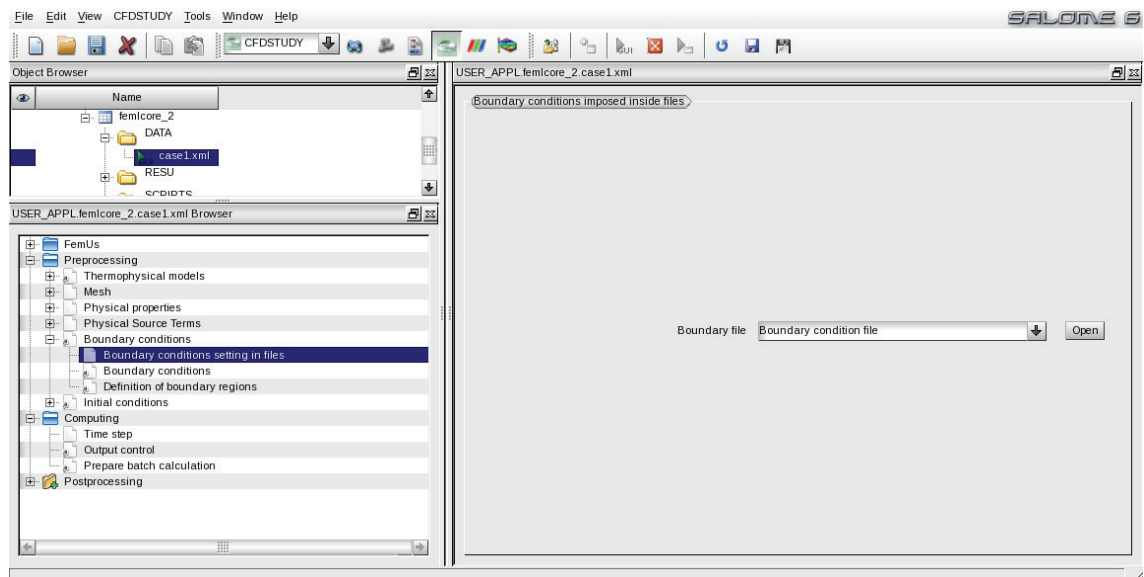 File Edit View CFDSTUDY Tools Window Help
SALOME 6
CFDSTUDY
Object Browser
USER_APPL.femlcore_2.case1.xml
Name
femlcore_2
DATA
case1.xml
RESU
SCRIPTS
Boundary conditions imposed inside files
USER_APPL.femlcore_2.case1.xml Browser
FemUs
Preprocessing
Thermophysical models
Mesh
Physical properties
Physical Source Terms
Boundary conditions
Boundary conditions setting in files
Boundary conditions
Definition of boundary regions
Initial conditions
Computing
Time step
Output control
Prepare batch calculation
Postprocessing
Boundary file Boundary condition file Open